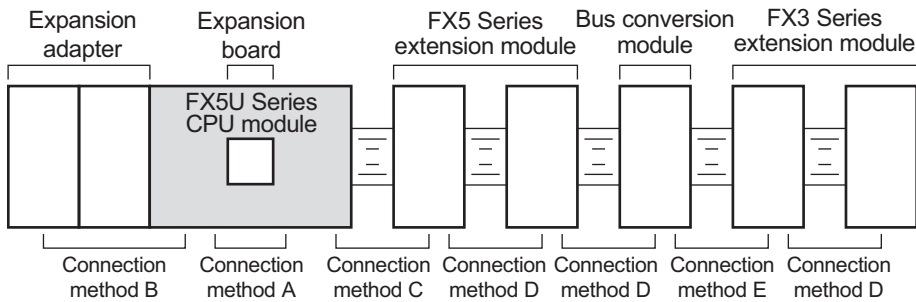 Expansion
adapter
Expansion
board
FX5 Series
extension module
Bus conversion
module
FX3 Series
extension module
FX5U Series
CPU module
Connection
method B
Connection
method A
Connection
method C
Connection
method D
Connection
method D
Connection
method E
Connection
method D